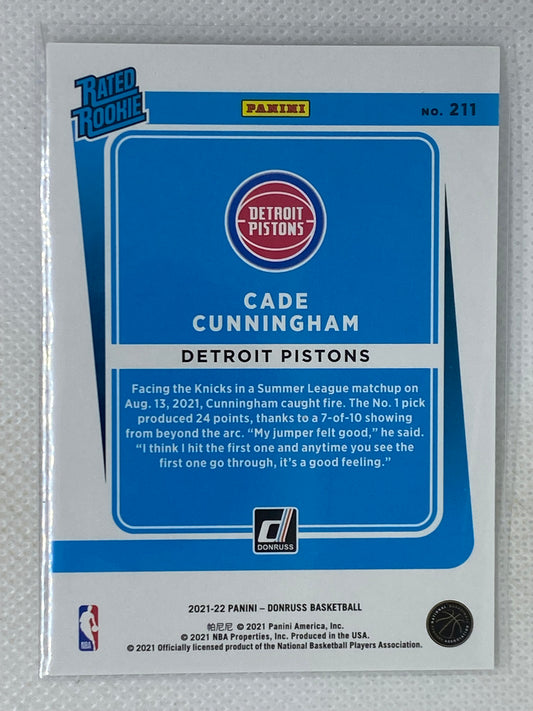 RATED
ROOKIE
PANINI
NO. 211
DETROIT
PISTONS
CADE
CUNNINGHAM
DETROIT PISTONS
Facing the Knicks in a Summer League matchup on
Aug. 13, 2021, Cunningham caught fire. The No. 1 pick
produced 24 points, thanks to a 7-of-10 showing
from beyond the arc. “My jumper felt good,” he said.
“I think I hit the first one and anytime you see the
first one go through, it’s a good feeling.”
d
DONRUSS
2021-22 PANINI – DONRUSS BASKETBALL
帕尼尼 © 2021 Panini America, Inc.
© 2021 NBA Properties, Inc. Produced in the USA.
© 2021 Officially licensed product of the National Basketball Players Association.
NBA